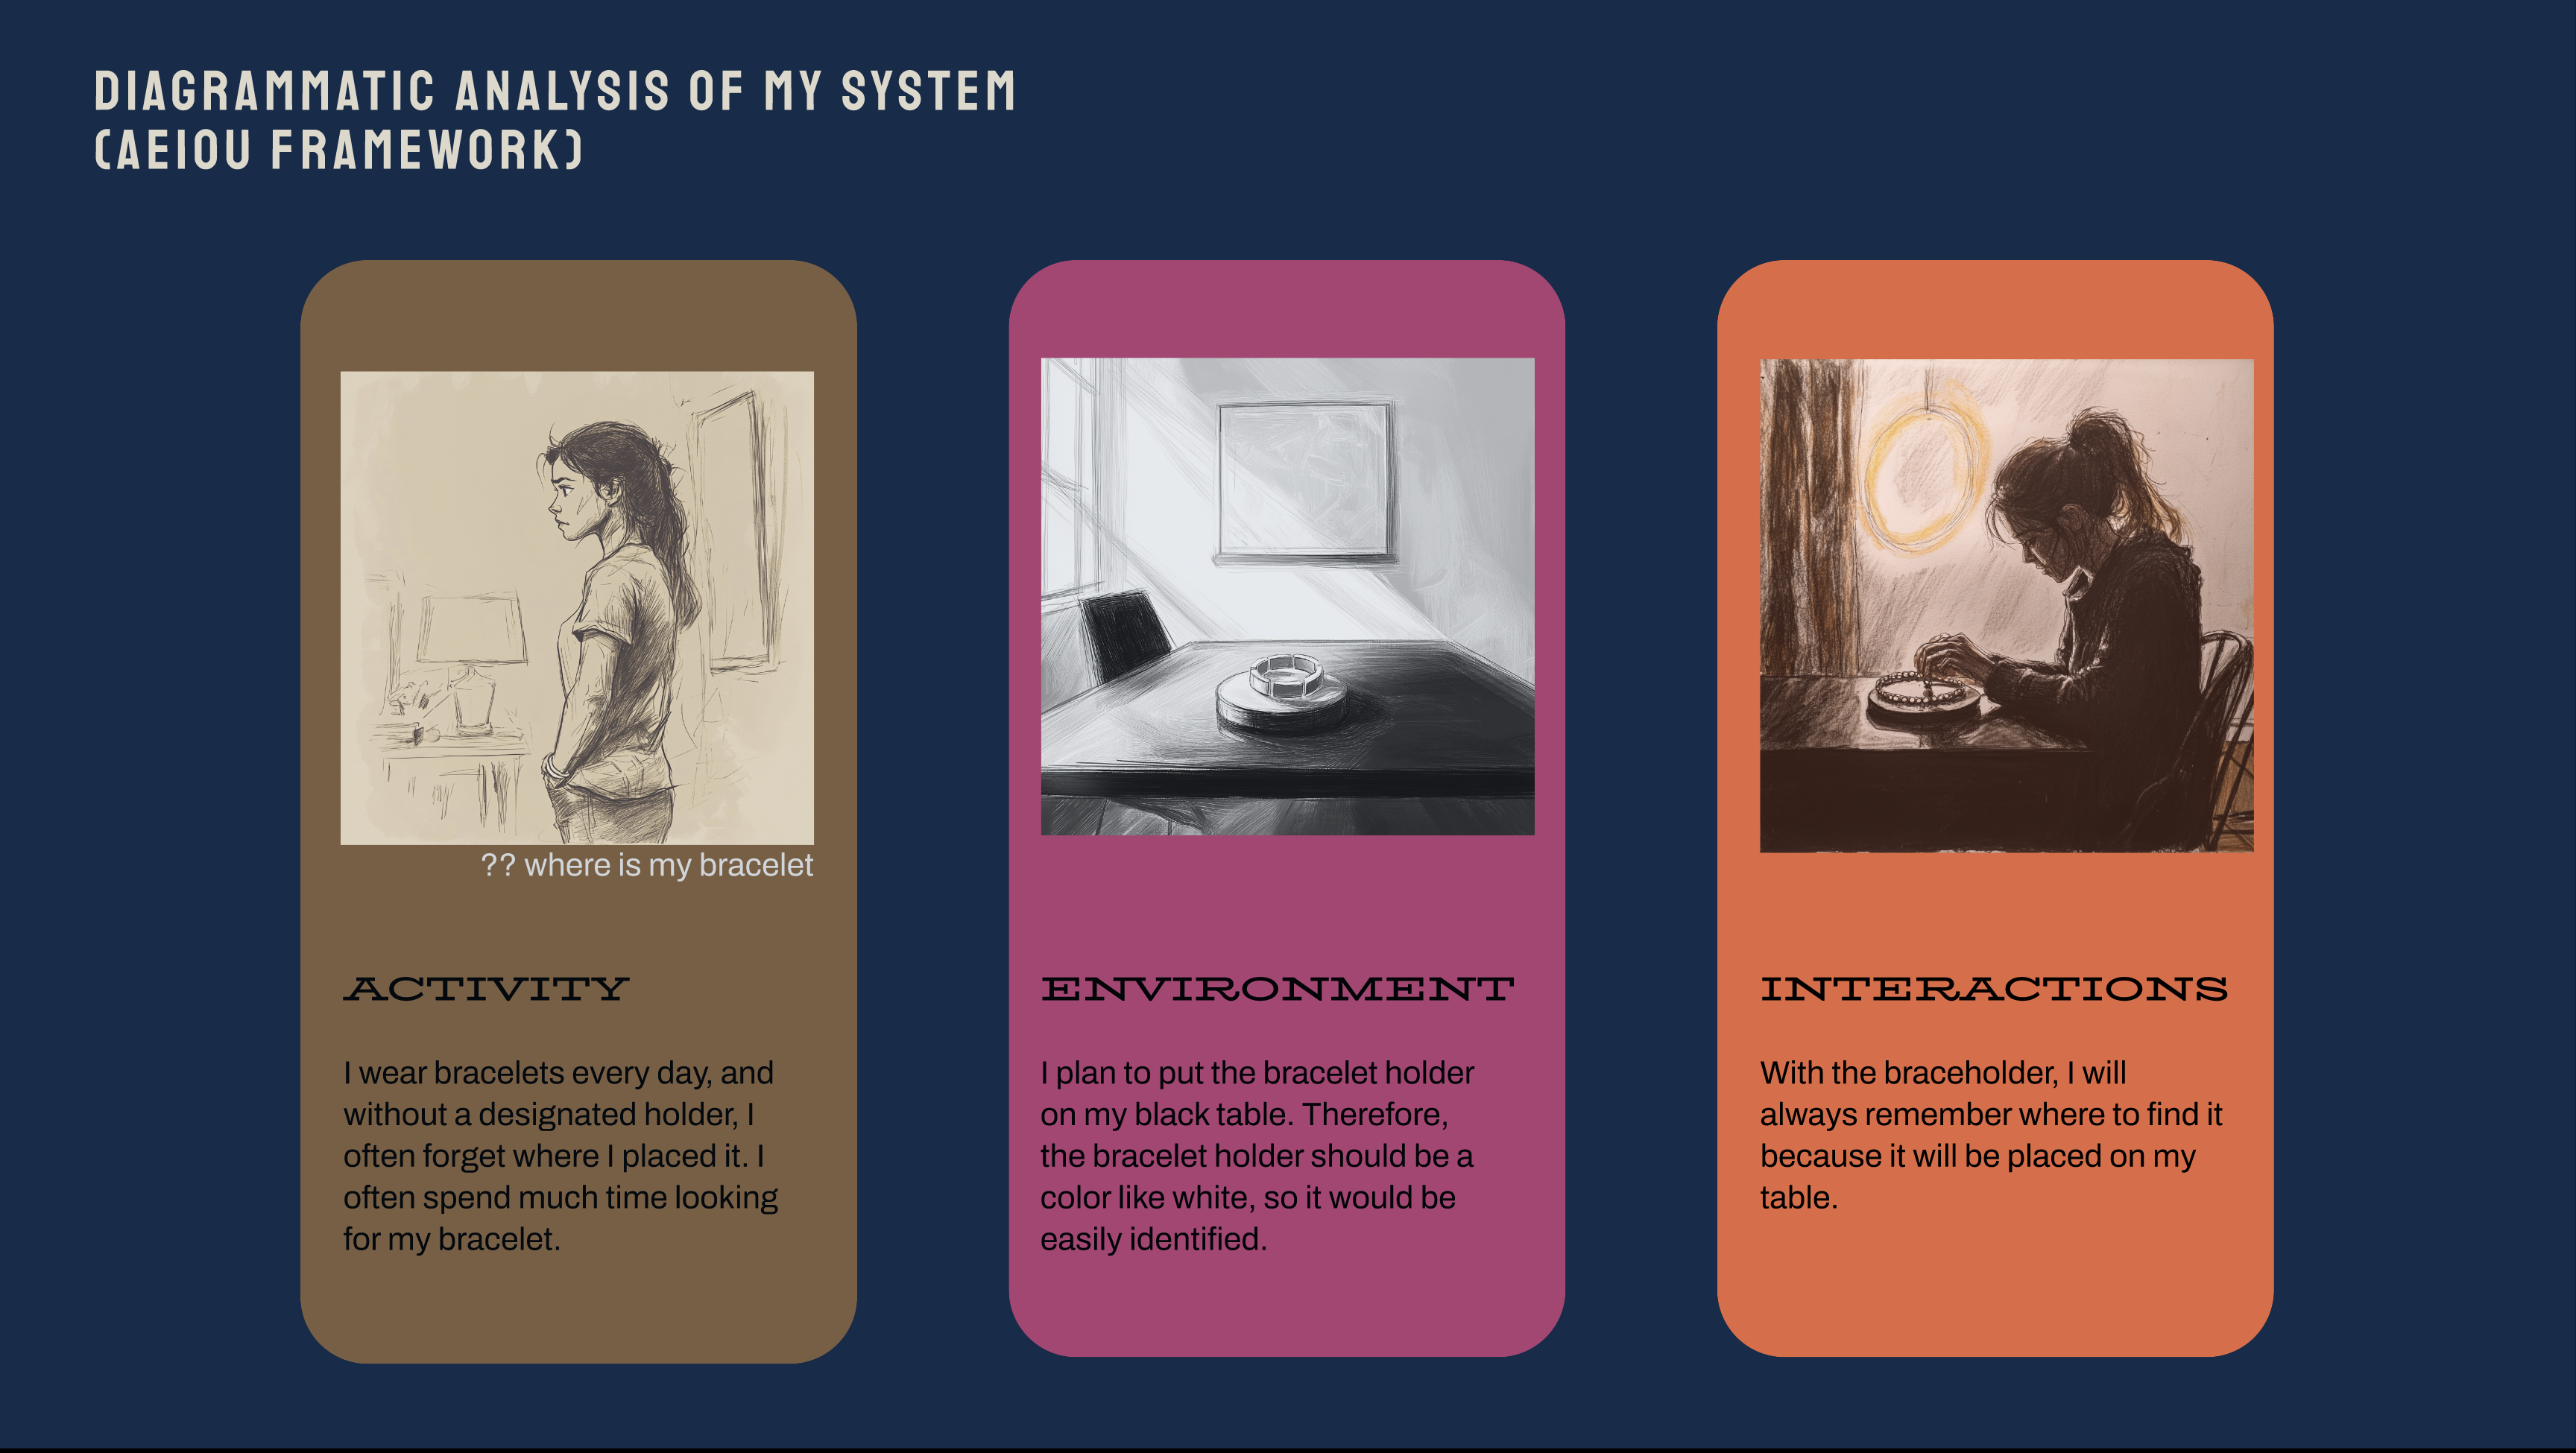 DIAGRAMMATIC ANALYSIS OF MY SYSTEM
(AEIOU FRAMEWORK)
?? where is my bracelet
ACTIVITY
I wear bracelets every day, and
without a designated holder, I
often forget where I placed it. I
often spend much time looking
for my bracelet.
ENVIRONMENT
I plan to put the bracelet holder
on my black table. Therefore,
the bracelet holder should be a
color like white, so it would be
easily identified.
INTERACTIONS
With the braceholder, I will
always remember where to find it
because it will be placed on my
table.